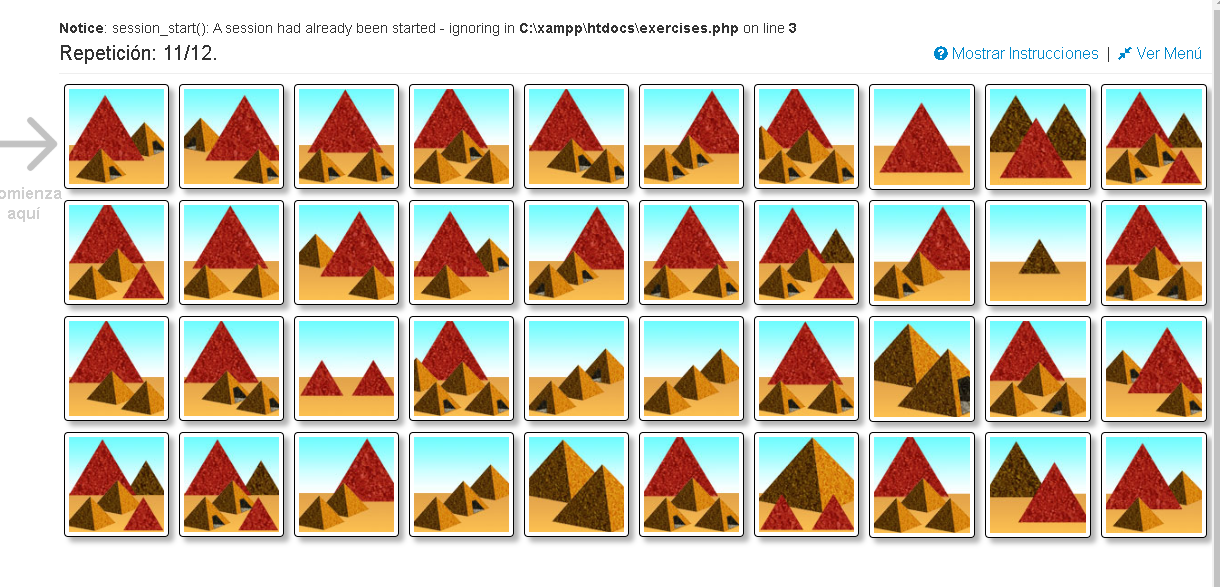 Notice: session_start(): A session had already been started - ignoring in C:\xampp\htdocs\exercises.php on line 3
Repetición: 11/12.
Mostrar Instrucciones | Ver Menú
omienza
aquí